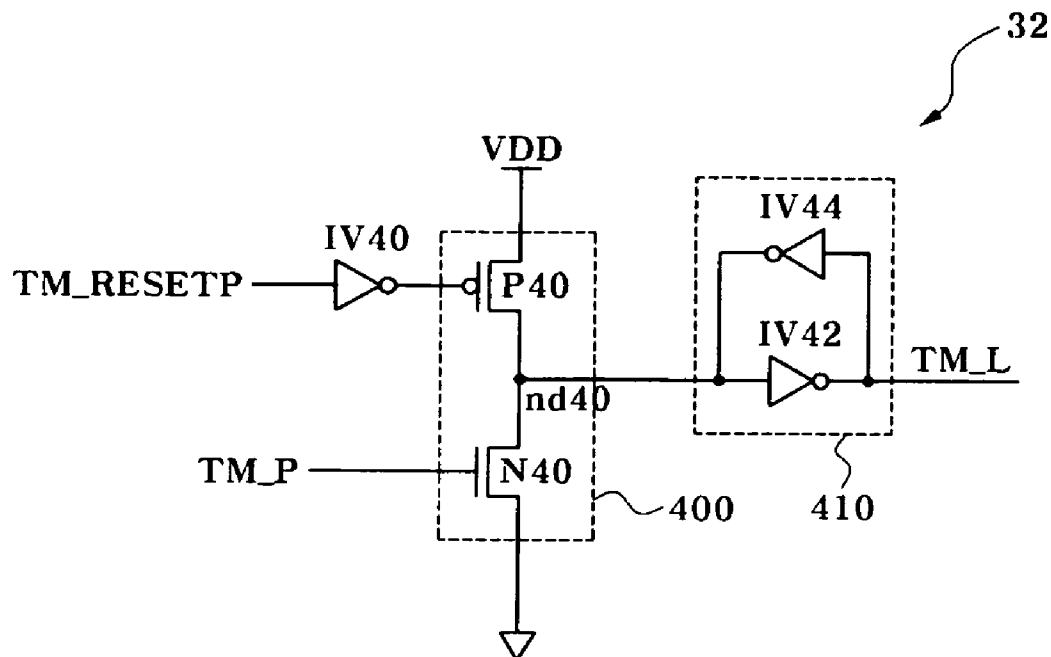 32
VDD
IV40
IV44
TM_RESETP
P40
IV42
TM_L
nd40
TM_P
N40
400
410